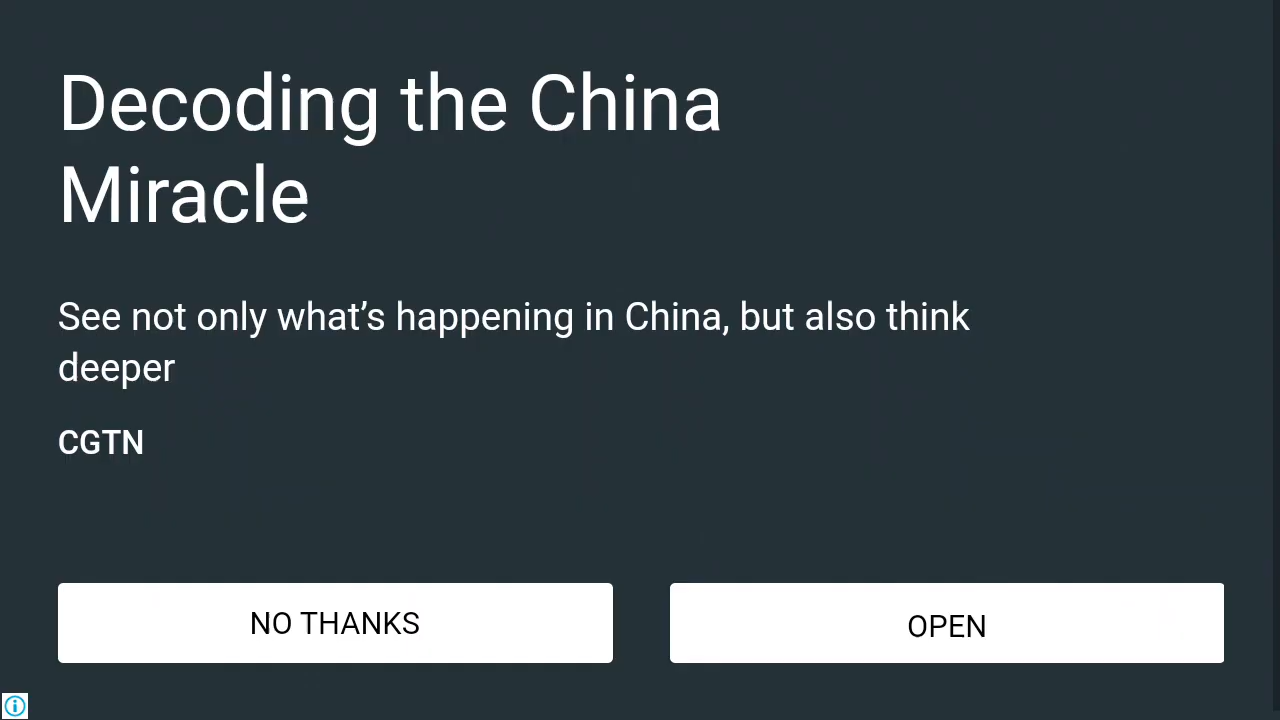 Decoding the China
Miracle
See not only what’s happening in China, but also think
deeper
CGTN
NO THANKS
OPEN